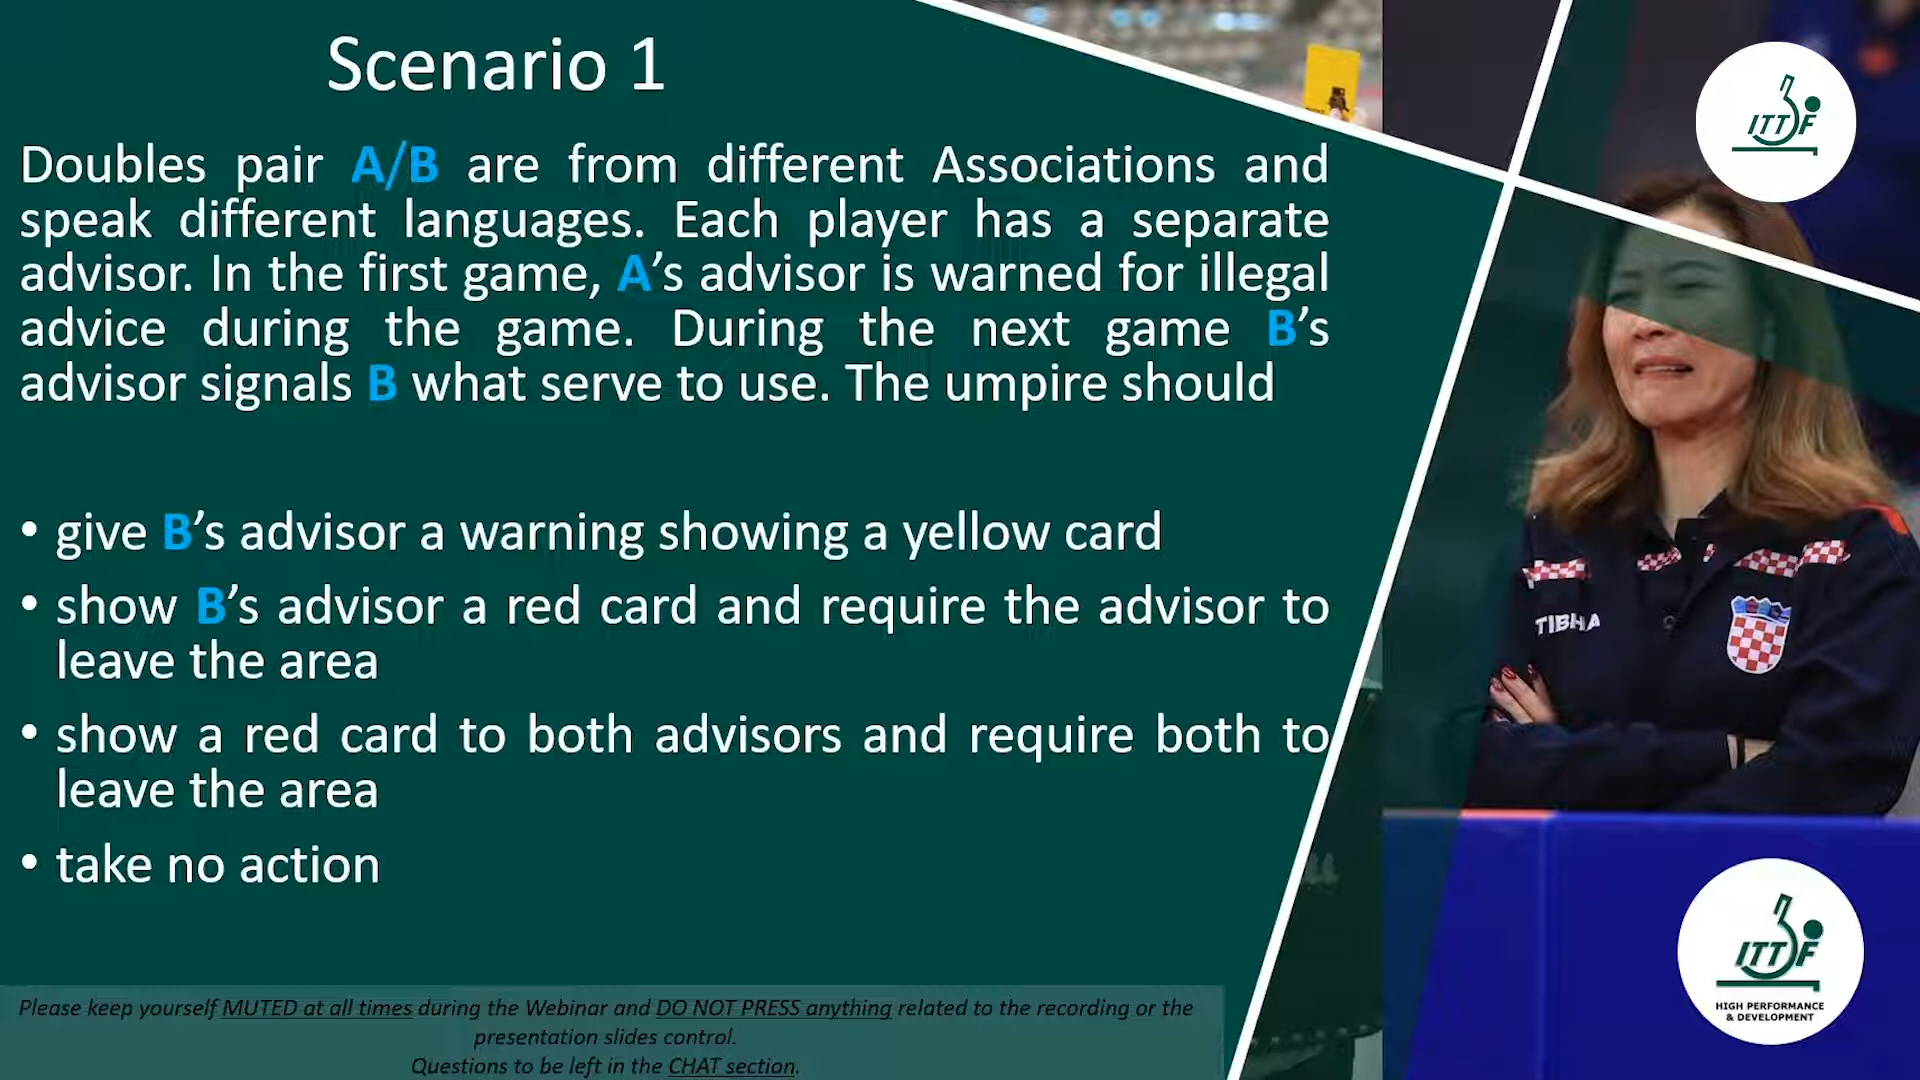 Scenario 1
Doubles pair A/B are from different Associations and
speak different languages. Each player has a separate
advisor. In the first game, A’s advisor is warned for illegal
advice during the game. During the next game B’s
advisor signals B what serve to use. The umpire should
• give B’s advisor a warning showing a yellow card
• show B’s advisor a red card and require the advisor to
leave the area
• show a red card to both advisors and require both to
leave the area
• take no action
Please keep yourself MUTED at all times during the Webinar and DO NOT PRESS anything related to the recording or the
presentation slides control.
Questions to be left in the CHAT section.
ITTF
TIBHA
ITTF
HIGH PERFORMANCE
& DEVELOPMENT